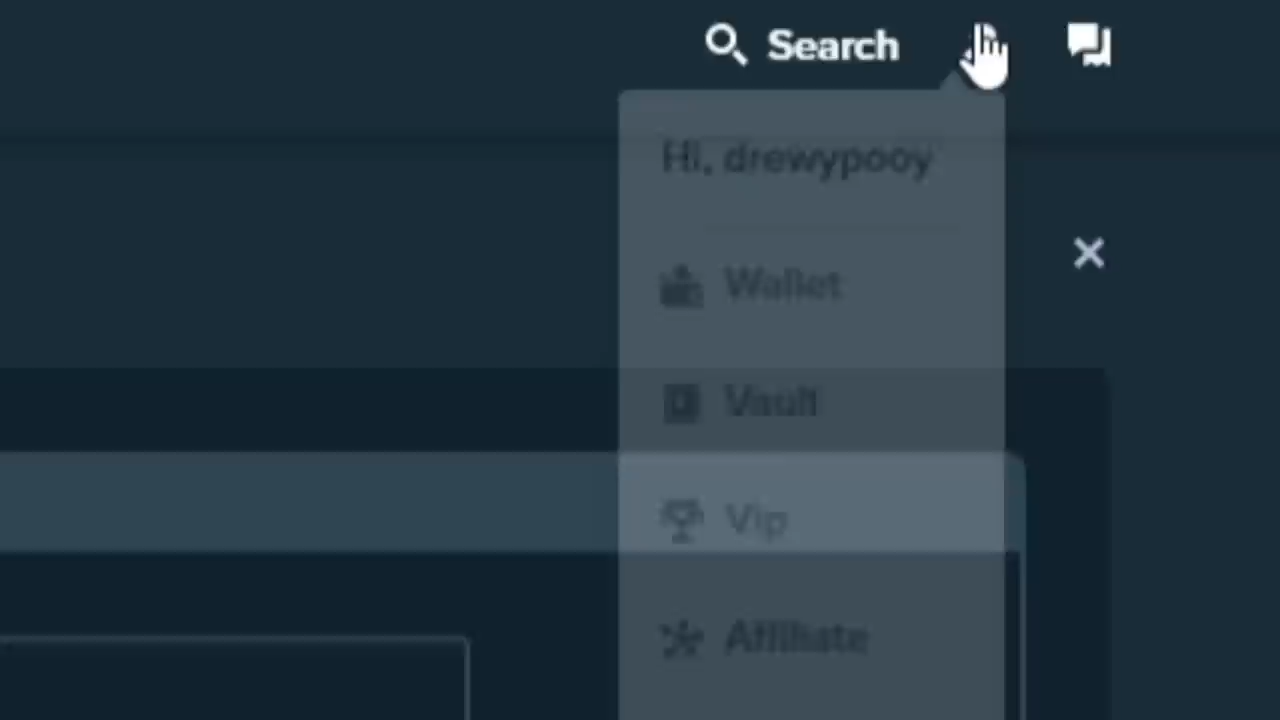 Search
Hi, drewypooy
Wallet
Vault
Vip
Affiliate